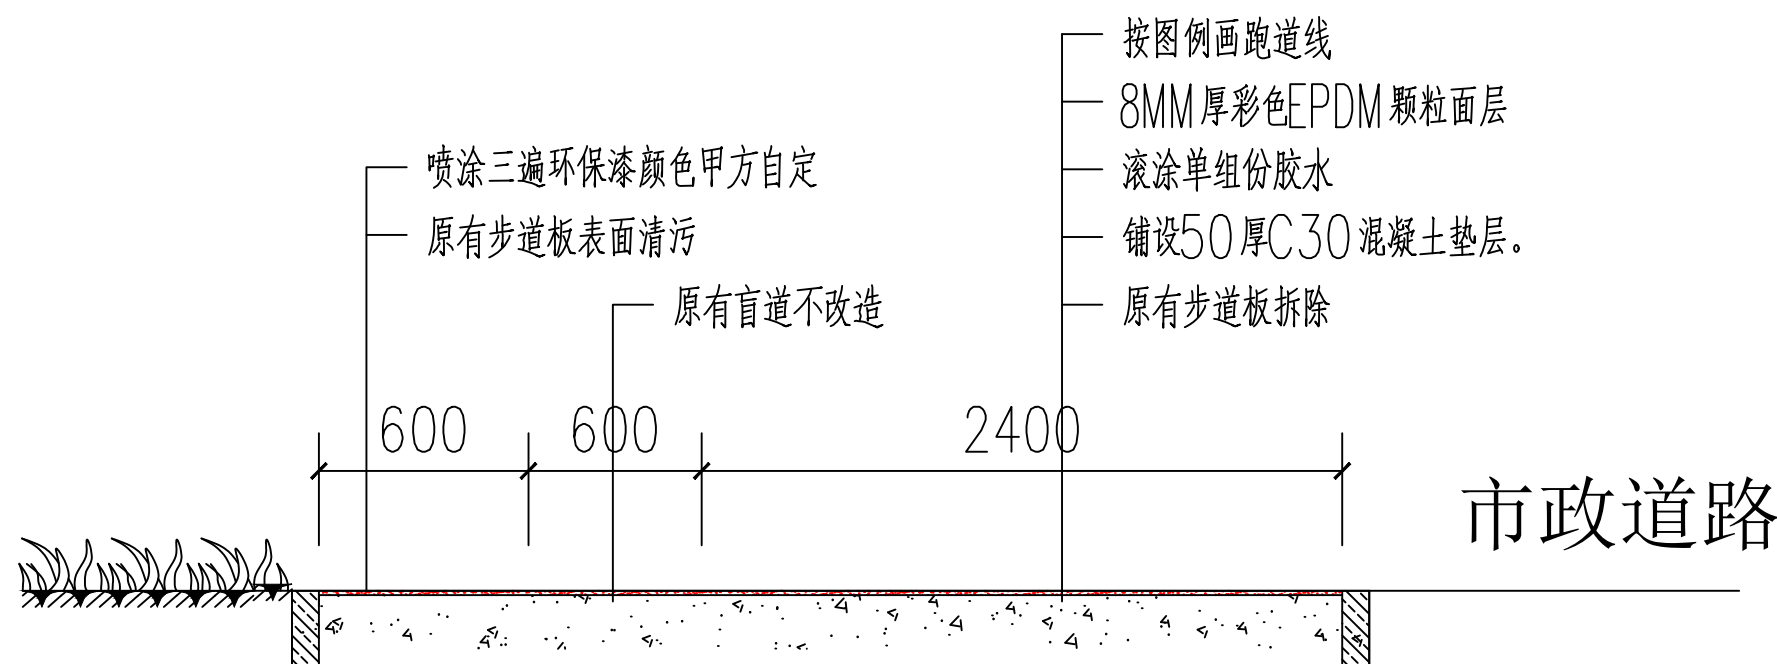 按图例画跑道线
8MM厚彩色EPDM颗粒面层
喷涂三遍环保漆颜色甲方自定
滚涂单组份胶水
原有步道板表面清污
铺设50厚C30混凝土垫层。
原有盲道不改造
原有步道板拆除
600
600
2400
市政道路